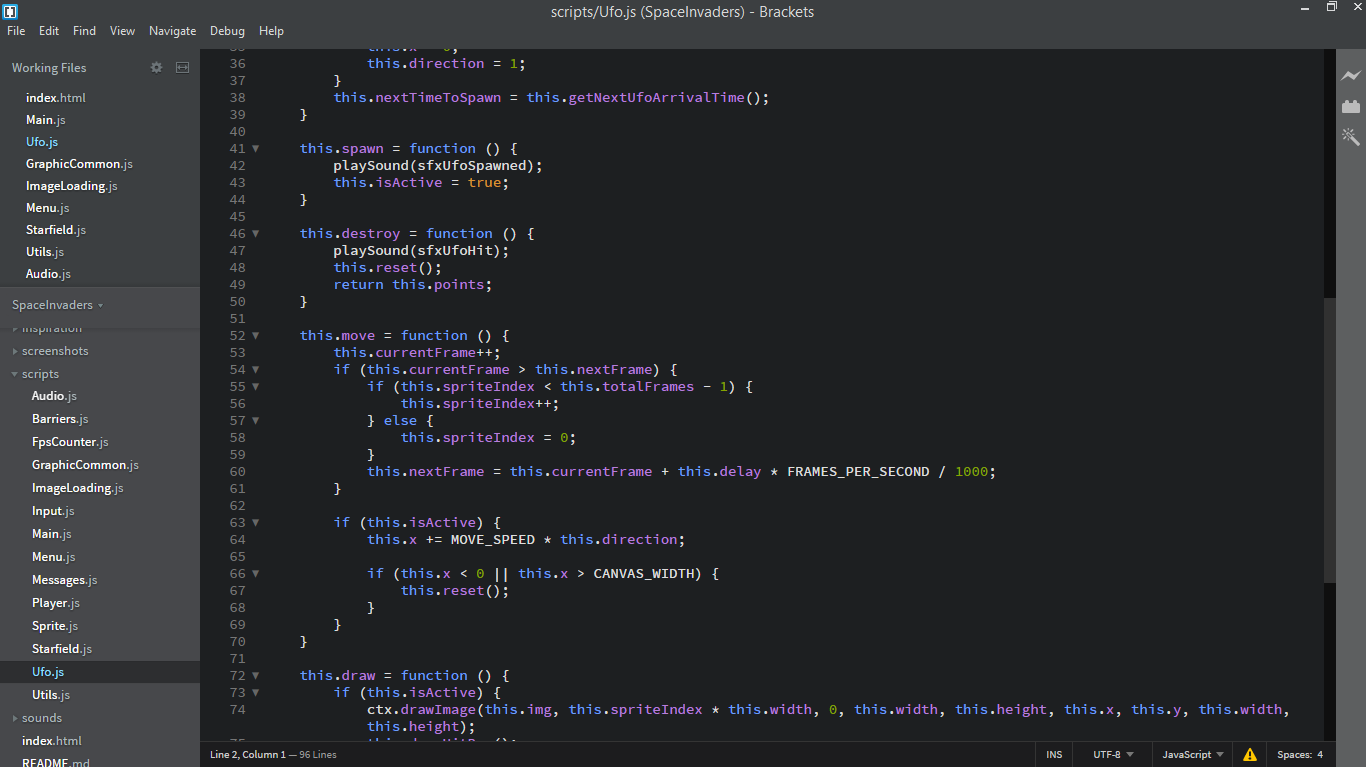 scripts/Ufo.js (SpaceInvaders) - Brackets
File Edit Find View Navigate Debug Help
Working Files
index.html
Main.js
Ufo.js
GraphicCommon.js
ImageLoading.js
Menu.js
Starfield.js
Utils.js
Audio.js
SpaceInvaders
inspiration
screenshots
scripts
Audio.js
Barriers.js
FpsCounter.js
GraphicCommon.js
ImageLoading.js
Input.js
Main.js
Menu.js
Messages.js
Player.js
Sprite.js
Starfield.js
Ufo.js
Utils.js
sounds
index.html
README.md
36 this.direction = 1;
37 }
38 this.nextTimeToSpawn = this.getNextUfoArrivalTime();
39 }
40
41 this.spawn = function () {
42 playSound(sfxUfoSpawned);
43 this.isActive = true;
44 }
45
46 this.destroy = function () {
47 playSound(sfxUfoHit);
48 this.reset();
49 return this.points;
50 }
51
52 this.move = function () {
53 this.currentFrame++;
54 if (this.currentFrame > this.nextFrame) {
55 if (this.spriteIndex < this.totalFrames - 1) {
56 this.spriteIndex++;
57 } else {
58 this.spriteIndex = 0;
59 }
60 this.nextFrame = this.currentFrame + this.delay * FRAMES_PER_SECOND / 1000;
61 }
62
63 if (this.isActive) {
64 this.x += MOVE_SPEED * this.direction;
65
66 if (this.x < 0 || this.x > CANVAS_WIDTH) {
67 this.reset();
68 }
69 }
70 }
71
72 this.draw = function () {
73 if (this.isActive) {
74 ctx.drawImage(this.img, this.spriteIndex * this.width, 0, this.width, this.height, this.x, this.y, this.width,
this.height);
Line 2, Column 1 — 96 Lines
INS UTF-8 JavaScript Spaces: 4